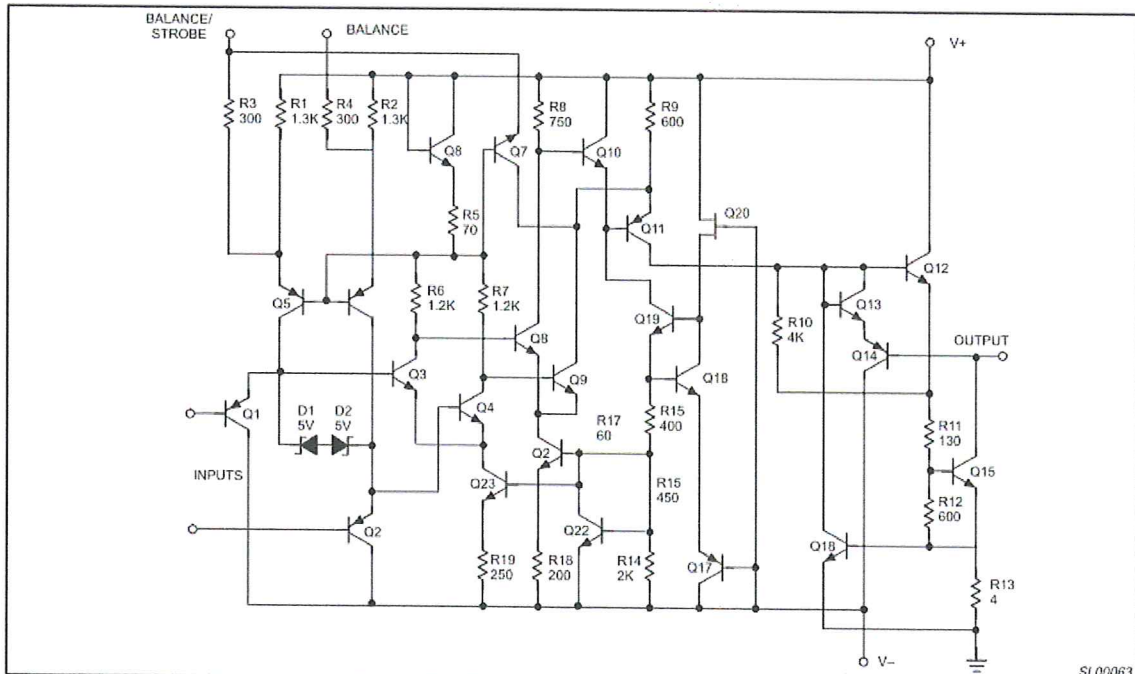 BALANCE/
STROBE
BALANCE
V+
R3
300
R1
1.3K
R4
300
R2
1.3K
Q8
Q7
R8
750
Q10
R9
600
R5
70
Q11
Q20
Q12
Q5
R6
1.2K
R7
1.2K
Q8
Q19
R10
4K
Q13
Q14
OUTPUT
Q3
Q9
Q18
Q1
D1
5V
D2
5V
Q4
R17
60
R15
400
R11
130
Q15
INPUTS
Q23
Q2
R15
450
R12
600
Q2
Q22
Q18
R19
250
R18
200
R14
2K
Q17
R13
4
V−
SL00063